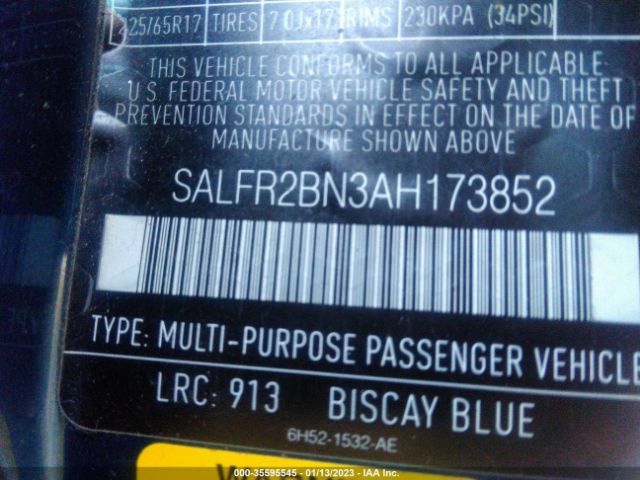 225/65R17 TIRES 7.0Jx17 RIMS 230KPA (34PSI)
THIS VEHICLE CONFORMS TO ALL APPLICABLE
U.S. FEDERAL MOTOR VEHICLE SAFETY AND THEFT
PREVENTION STANDARDS IN EFFECT ON THE DATE OF
MANUFACTURE SHOWN ABOVE
SALFR2BN3AH173852
TYPE: MULTI-PURPOSE PASSENGER VEHICLE
LRC: 913 BISCAY BLUE
6H52-1532-AE
000-35595545 - 01/13/2023 - IAA Inc.